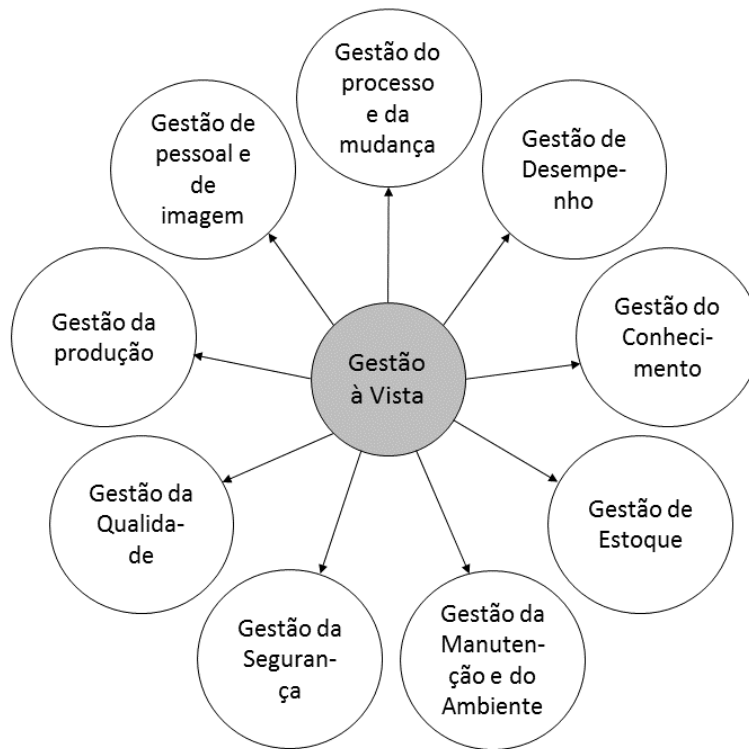 Gestão do
processo
e da
mudança
Gestão de
Desempe-
nho
Gestão do
Conheci-
mento
Gestão de
Estoque
Gestão da
Manuten-
ção e do
Ambiente
Gestão da
Seguran-
ça
Gestão da
Qualida-
de
Gestão da
produção
Gestão de
pessoal e
de
imagem
Gestão
à Vista